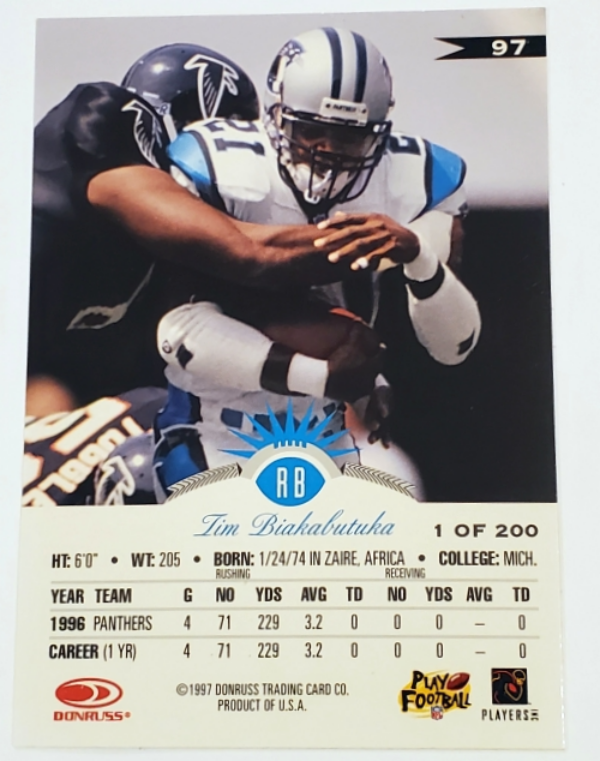 97
21
RB
Tim Biakabutuka
1 OF 200
HT: 6'0" • WT: 205 • BORN: 1/24/74 IN ZAIRE, AFRICA • COLLEGE: MICH.
RUSHING RECEIVING
YEAR TEAM G NO YDS AVG TD NO YDS AVG TD
1996 PANTHERS 4 71 229 3.2 0 0 0 – 0
CAREER (1 YR) 4 71 229 3.2 0 0 0 – 0
DONRUSS®
©1997 DONRUSS TRADING CARD CO.
PRODUCT OF U.S.A.
PLAY
FOOTBALL
NFL
PLAYERS INC